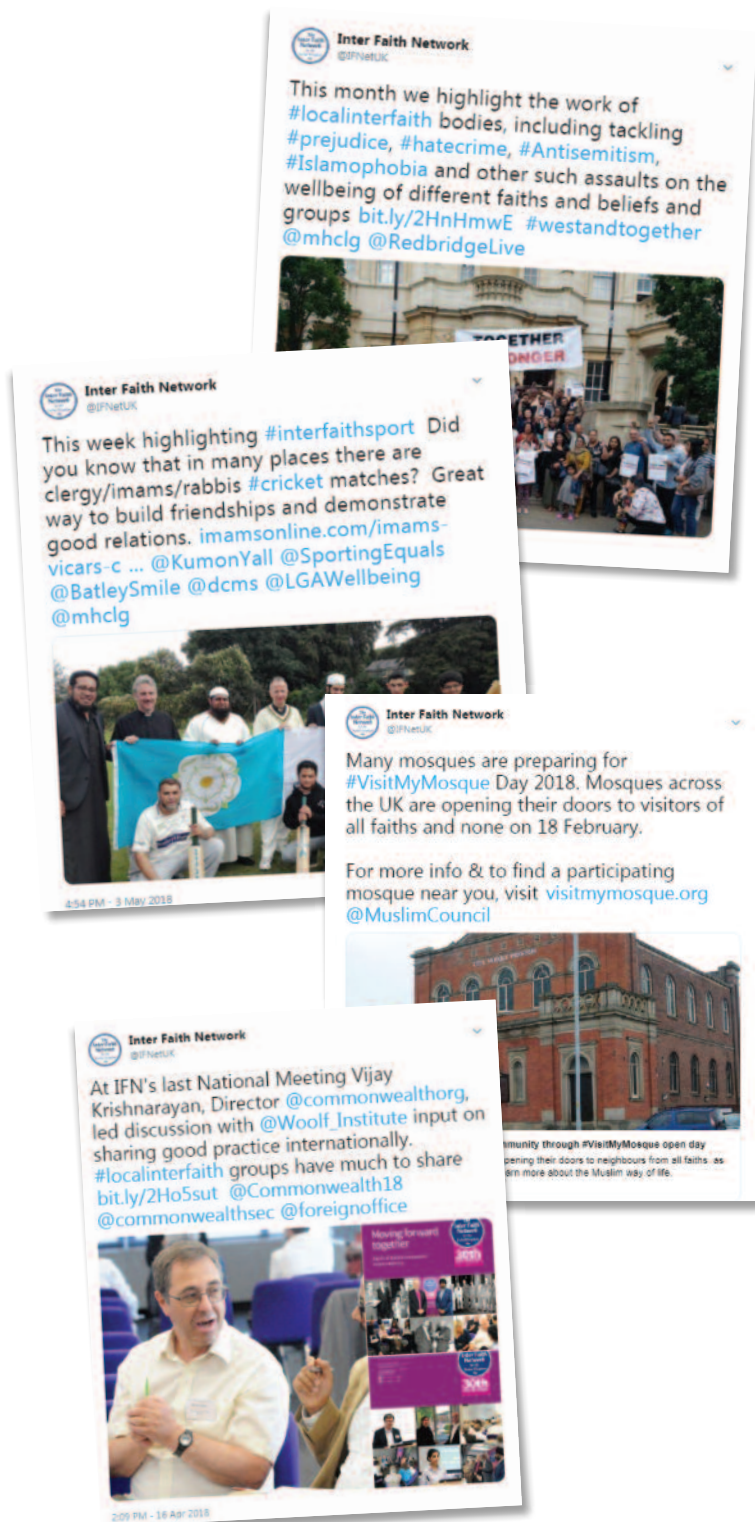 Inter Faith Network
@IFNetUK
This month we highlight the work of
#localinterfaith bodies, including tackling
#prejudice, #hatecrime, #Antisemitism,
#Islamophobia and other such assaults on the
wellbeing of different faiths and beliefs and
groups bit.ly/2HnHmwE #westandtogether
@mhclg @RedbridgeLive
TOGETHER
Inter Faith Network
@IFNetUK
This week highlighting #interfaithsport Did
you know that in many places there are
clergy/imams/rabbis #cricket matches? Great
way to build friendships and demonstrate
good relations. imamsonline.com/imams-
vicars-c ... @KumonYall @SportingEquals
@BatleySmile @dcms @LGAWellbeing
@mhclg
4:54 PM - 3 May 2018
Inter Faith Network
@IFNetUK
Many mosques are preparing for
#VisitMyMosque Day 2018. Mosques across
the UK are opening their doors to visitors of
all faiths and none on 18 February.
For more info & to find a participating
mosque near you, visit visitmymosque.org
@MuslimCouncil
through #VisitMyMosque open day
their doors to neighbours from all faiths as
more about the Muslim way of life.
Inter Faith Network
@IFNetUK
At IFN's last National Meeting Vijay
Krishnarayan, Director @commonwealthorg,
led discussion with @Woolf_Institute input on
sharing good practice internationally.
#localinterfaith groups have much to share
bit.ly/2Ho5sut @Commonwealth18
@commonwealthsec @foreignoffice
Moving forward
together
2:09 PM - 16 Apr 2018